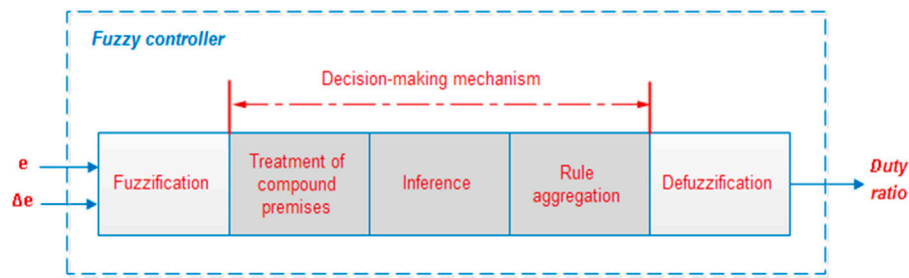 Fuzzy controller
Decision-making mechanism
e
Δe
Fuzzification
Treatment of
compound
premises
Inference
Rule
aggregation
Defuzzification
Duty
ratio